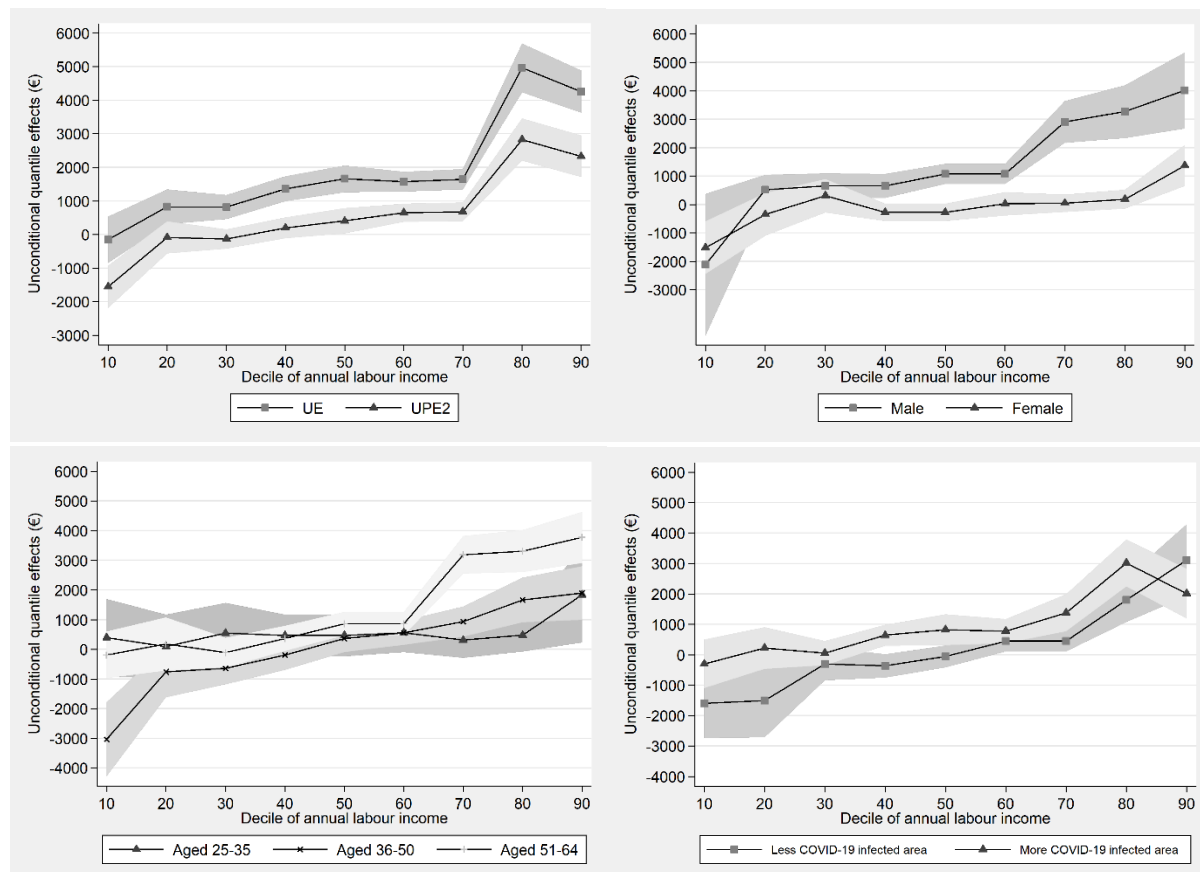 Unconditional quantile effects (€)
6000
5000
4000
3000
2000
1000
0
-1000
-2000
-3000
10 20 30 40 50 60 70 80 90
Decile of annual labour income
UE UPE2
Unconditional quantile effects (€)
6000
5000
4000
3000
2000
1000
0
-1000
-2000
-3000
10 20 30 40 50 60 70 80 90
Decile of annual labour income
Male Female
Unconditional quantile effects (€)
6000
5000
4000
3000
2000
1000
0
-1000
-2000
-3000
-4000
10 20 30 40 50 60 70 80 90
Decile of annual labour income
Aged 25-35 Aged 36-50 Aged 51-64
Unconditional quantile effects (€)
6000
5000
4000
3000
2000
1000
0
-1000
-2000
-3000
-4000
10 20 30 40 50 60 70 80 90
Decile of annual labour income
Less COVID-19 infected area More COVID-19 infected area